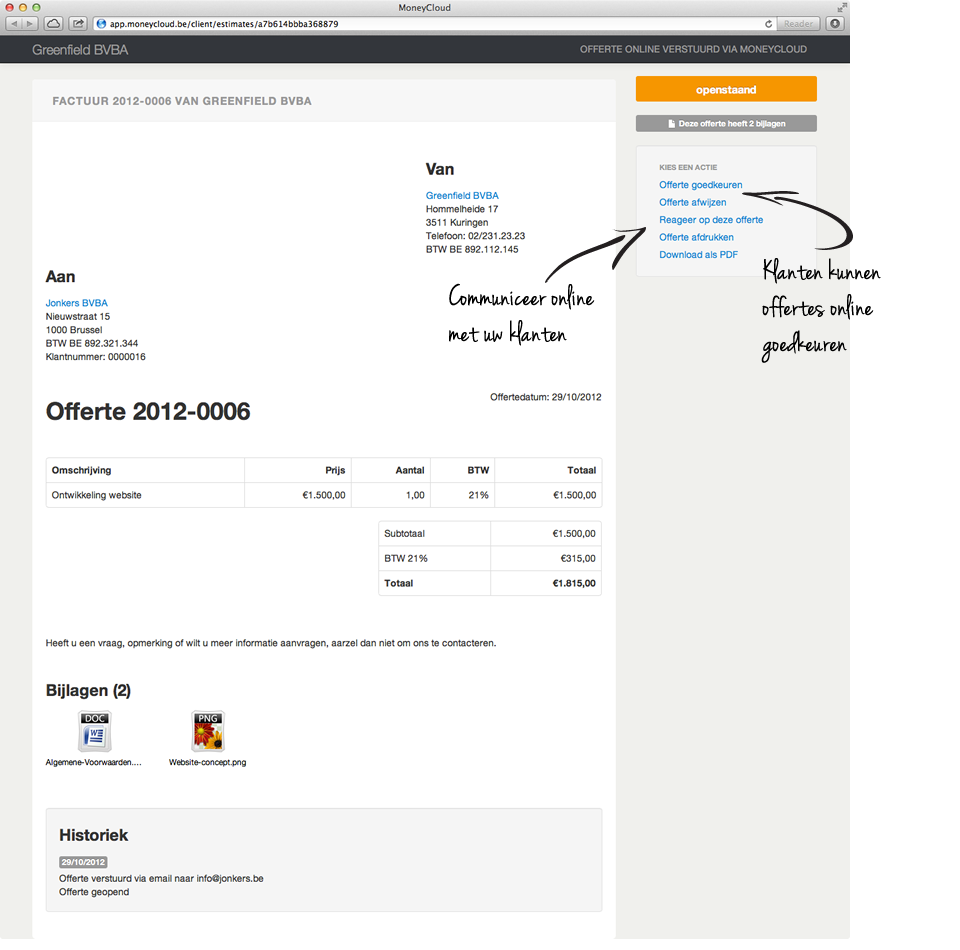 MoneyCloud
app.moneycloud.be/client/estimates/a7b614bbba368879
Reader
Greenfield BVBA
OFFERTE ONLINE VERSTUURD VIA MONEYCLOUD
FACTUUR 2012-0006 VAN GREENFIELD BVBA
openstaand
Deze offerte heeft 2 bijlagen
KIES EEN ACTIE
Offerte goedkeuren
Offerte afwijzen
Reageer op deze offerte
Offerte afdrukken
Download als PDF
Klanten kunnen
offertes online
goedkeuren
Communiceer online
met uw klanten
Van
Greenfield BVBA
Hommelheide 17
3511 Kuringen
Telefoon: 02/231.23.23
BTW BE 892.112.145
Aan
Jonkers BVBA
Nieuwstraat 15
1000 Brussel
BTW BE 892.321.344
Klantnummer: 0000016
Offertedatum: 29/10/2012
Offerte 2012-0006
Omschrijving Prijs Aantal BTW Totaal
Ontwikkeling website €1.500,00 1,00 21% €1.500,00
Subtotaal €1.500,00
BTW 21% €315,00
Totaal €1.815,00
Heeft u een vraag, opmerking of wilt u meer informatie aanvragen, aarzel dan niet om ons te contacteren.
Bijlagen (2)
DOC
W
PNG
Algemene-Voorwaarden.... Website-concept.png
Historiek
29/10/2012
Offerte verstuurd via email naar info@jonkers.be
Offerte geopend